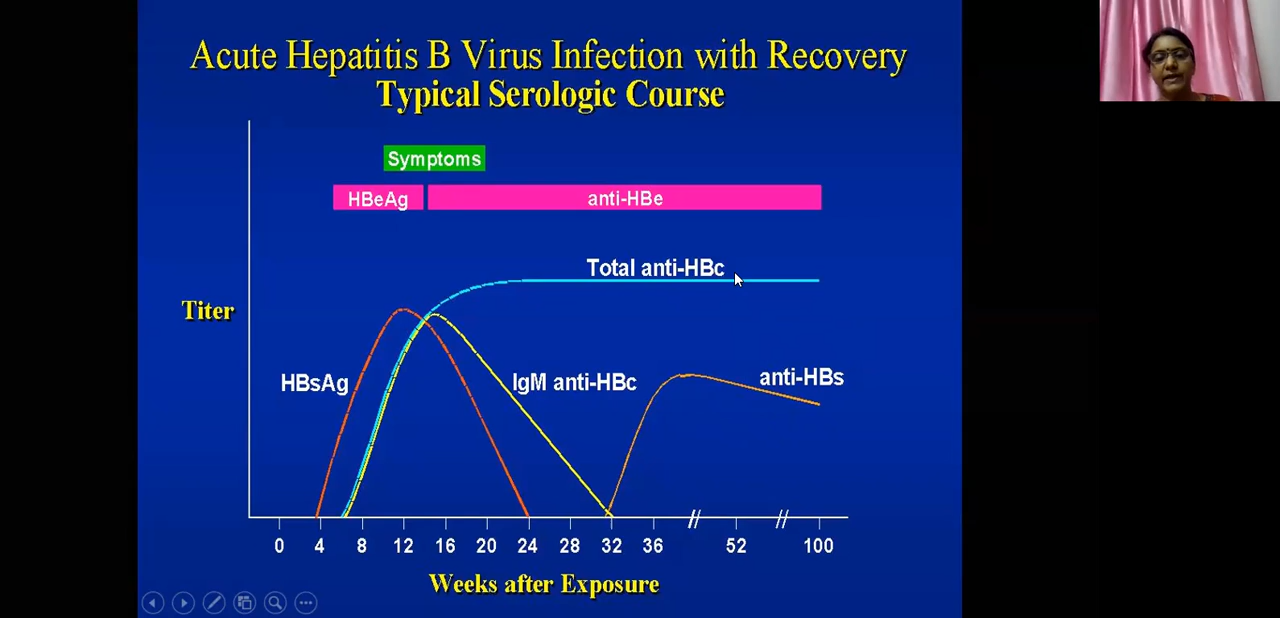 Acute Hepatitis B Virus Infection with Recovery
Typical Serologic Course
Symptoms
HBeAg anti-HBe
Total anti-HBc
Titer
HBsAg IgM anti-HBc anti-HBs
0 4 8 12 16 20 24 28 32 36 52 100
Weeks after Exposure